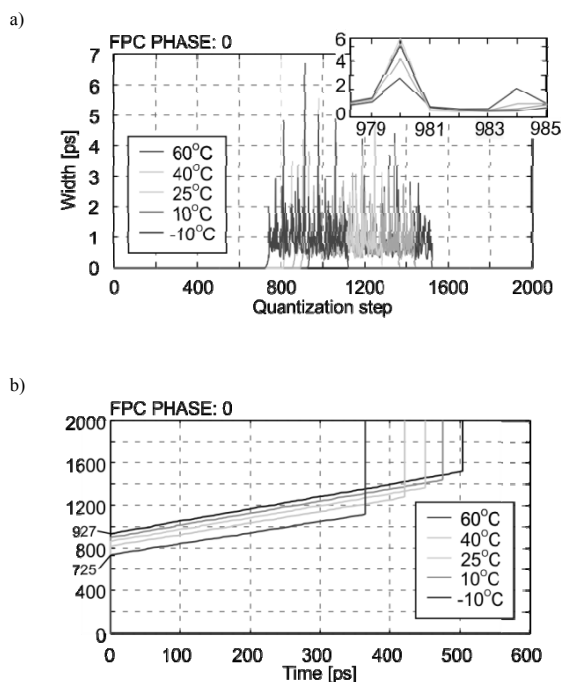 a)
FPC PHASE: 0
Width [ps]
7
6
5
4
3
2
1
0
60°C
40°C
25°C
10°C
-10°C
6
4
2
0
979 981 983 985
0 400 800 1200 1600 2000
Quantization step
b)
FPC PHASE: 0
2000
1600
1200
927
800
725
400
0
60°C
40°C
25°C
10°C
-10°C
0 100 200 300 400 500 600
Time [ps]